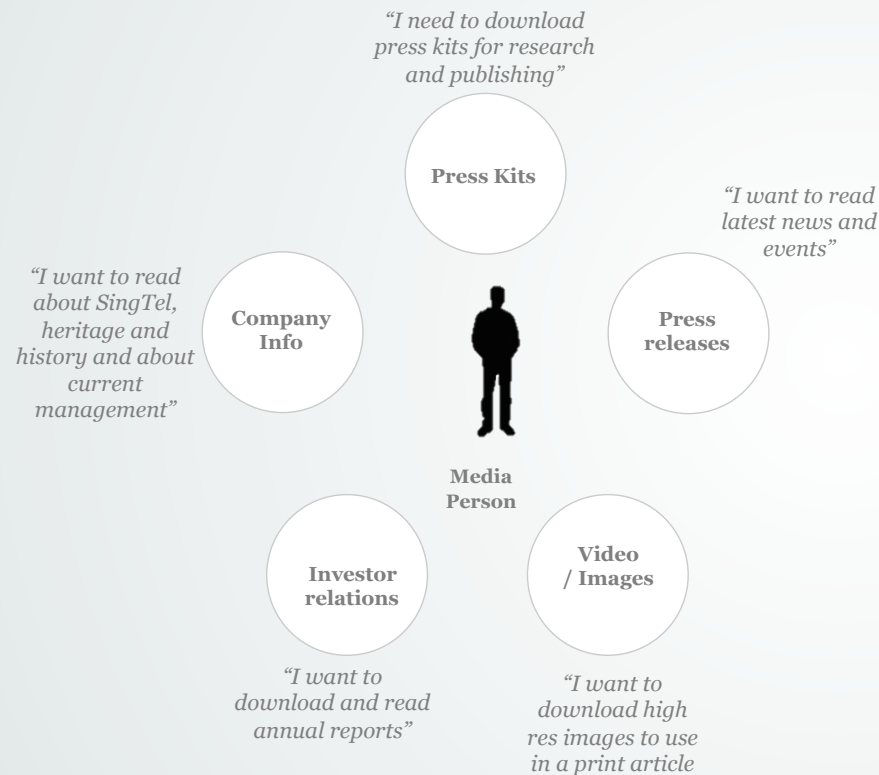 “I need to download
press kits for research
and publishing”
Press Kits
“I want to read
latest news and
events”
Press
releases
“I want to read
about SingTel,
heritage and
history and about
current
management”
Company
Info
Media
Person
Investor
relations
Video
/ Images
“I want to
download and read
annual reports”
“I want to
download high
res images to use
in a print article